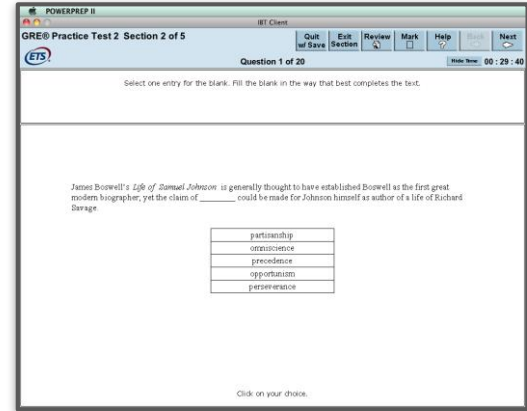 POWERPREP II
IBT Client
GRE® Practice Test 2 Section 2 of 5
Quit w/ Save
Exit Section
Review
Mark
Help
Back
Next
ETS
Question 1 of 20
Hide Time
00 : 29 : 40
Select one entry for the blank. Fill the blank in the way that best completes the text.
James Boswell's Life of Samuel Johnson is generally thought to have established Boswell as the first great
modern biographer, yet the claim of ________ could be made for Johnson himself as author of a life of Richard
Savage.
partisanship
omniscience
precedence
opportunism
perseverance
Click on your choice.